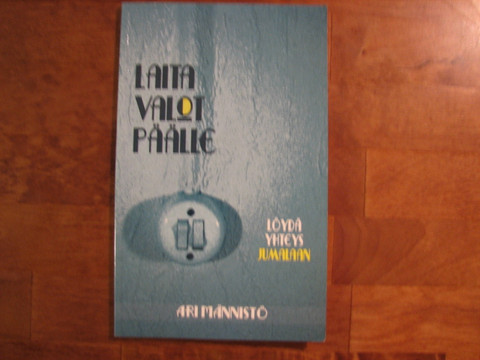 LAITA
VALOT
PÄÄLLE
LÖYDÄ
YHTEYS
JUMALAAN
ARI MÄNNISTÖ